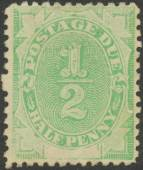 POSTAGE DUE
1/2
HALF PENNY